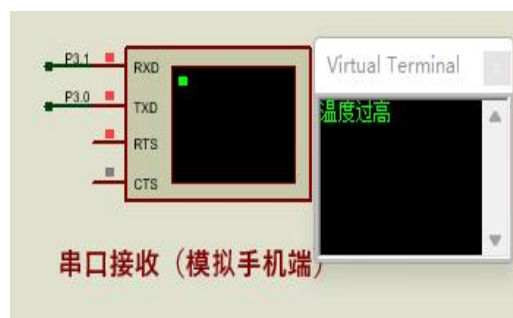 P3.1
RXD
P3.0
TXD
RTS
CTS
Virtual Terminal
温度过高
串口接收（模拟手机端）